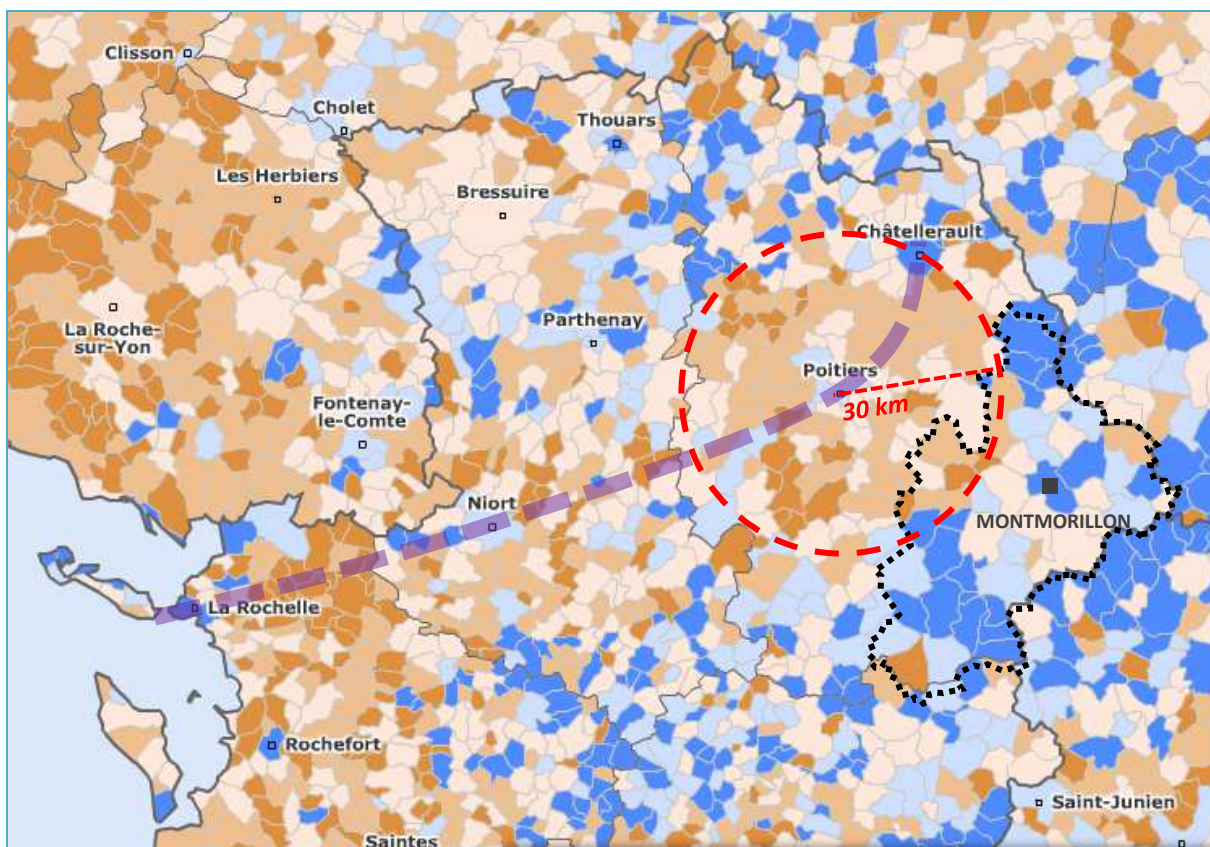 Clisson
Cholet
Thouars
Les Herbiers
Bressuire
Châtellerault
La Roche-
sur-Yon
Parthenay
Poitiers
30 km
Fontenay-
le-Comte
Niort
MONTMORILLON
La Rochelle
Rochefort
Saint-Junien
Saintes